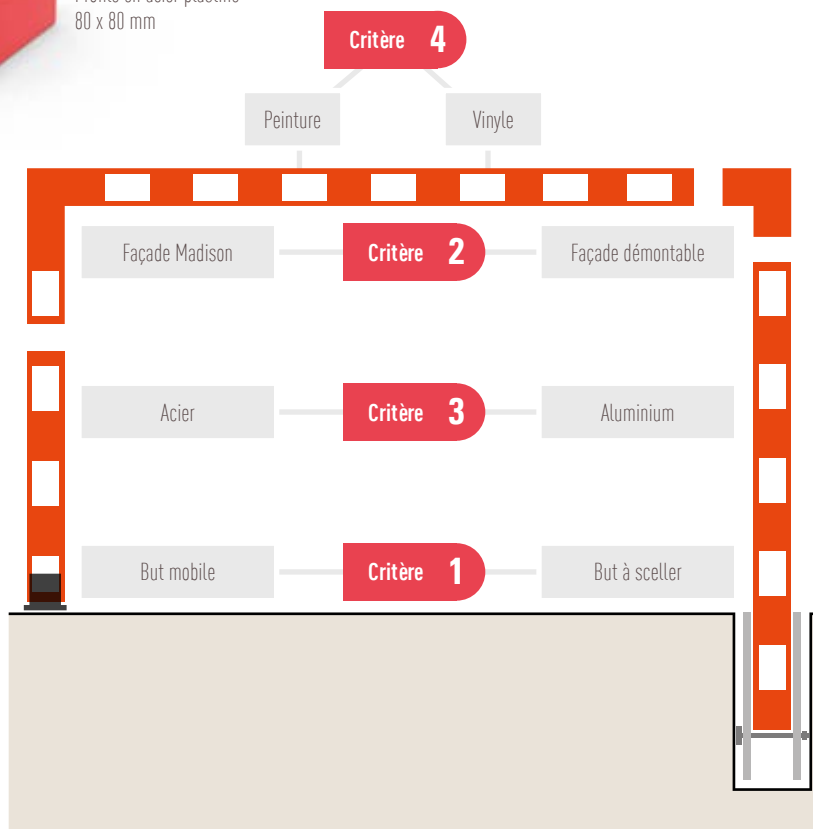 80 x 80 mm
Critère 4
Peinture
Vinyle
Façade Madison
Critère 2
Façade démontable
Acier
Critère 3
Aluminium
But mobile
Critère 1
But à sceller